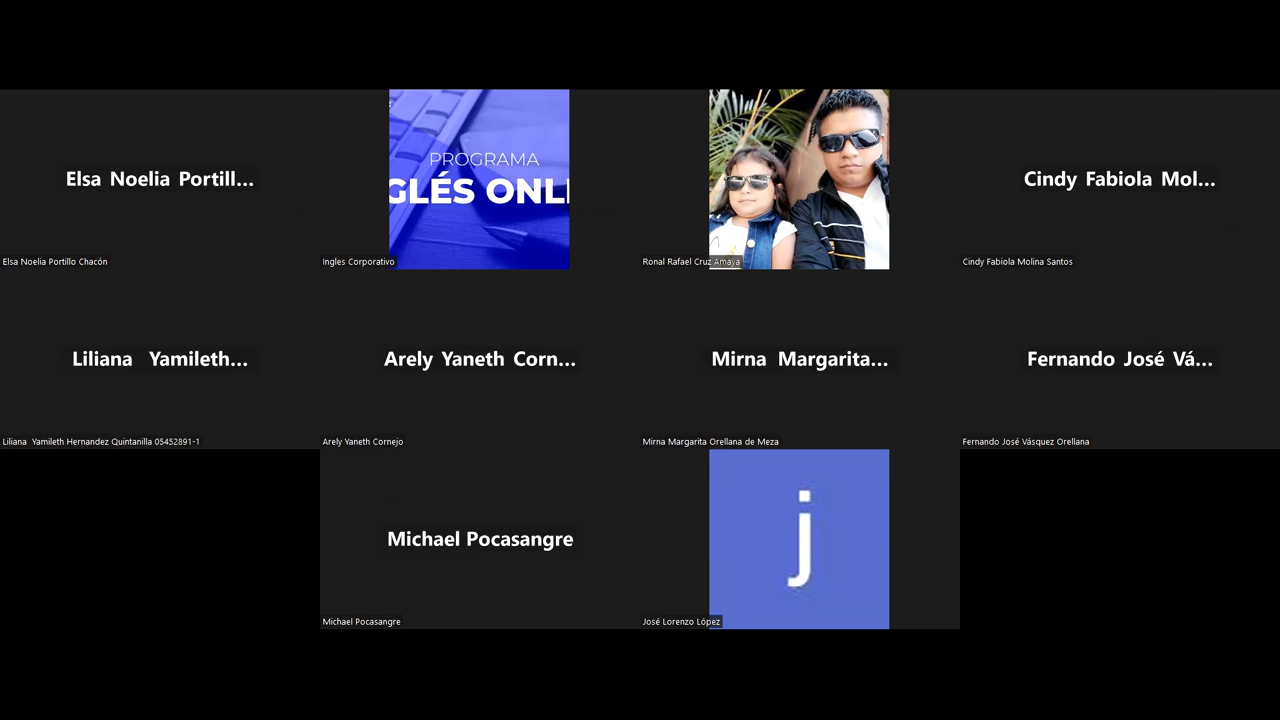 Elsa Noelia Portill...
Elsa Noelia Portillo Chacón
PROGRAMA
GLÉS ONLI
Ingles Corporativo
Ronal Rafael Cruz Amaya
Cindy Fabiola Mol...
Cindy Fabiola Molina Santos
Liliana Yamileth...
Liliana Yamileth Hernandez Quintanilla 05452891-1
Arely Yaneth Corn...
Arely Yaneth Cornejo
Mirna Margarita...
Mirna Margarita Orellana de Meza
Fernando José Vá...
Fernando José Vásquez Orellana
Michael Pocasangre
Michael Pocasangre
j
José Lorenzo López